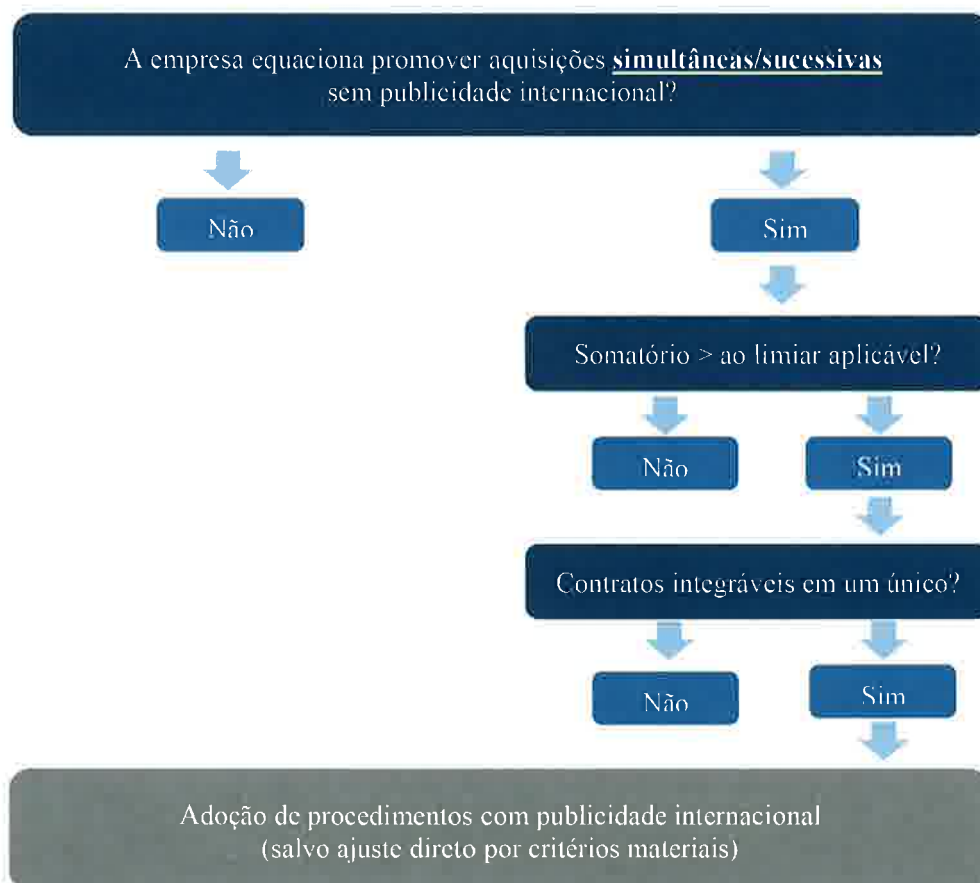 A empresa equaciona promover aquisições simultâneas/sucessivas
sem publicidade internacional?
Não
Sim
Somatório > ao limiar aplicável?
Não
Sim
Contratos integráveis em um único?
Não
Sim
Adoção de procedimentos com publicidade internacional
(salvo ajuste direto por critérios materiais)